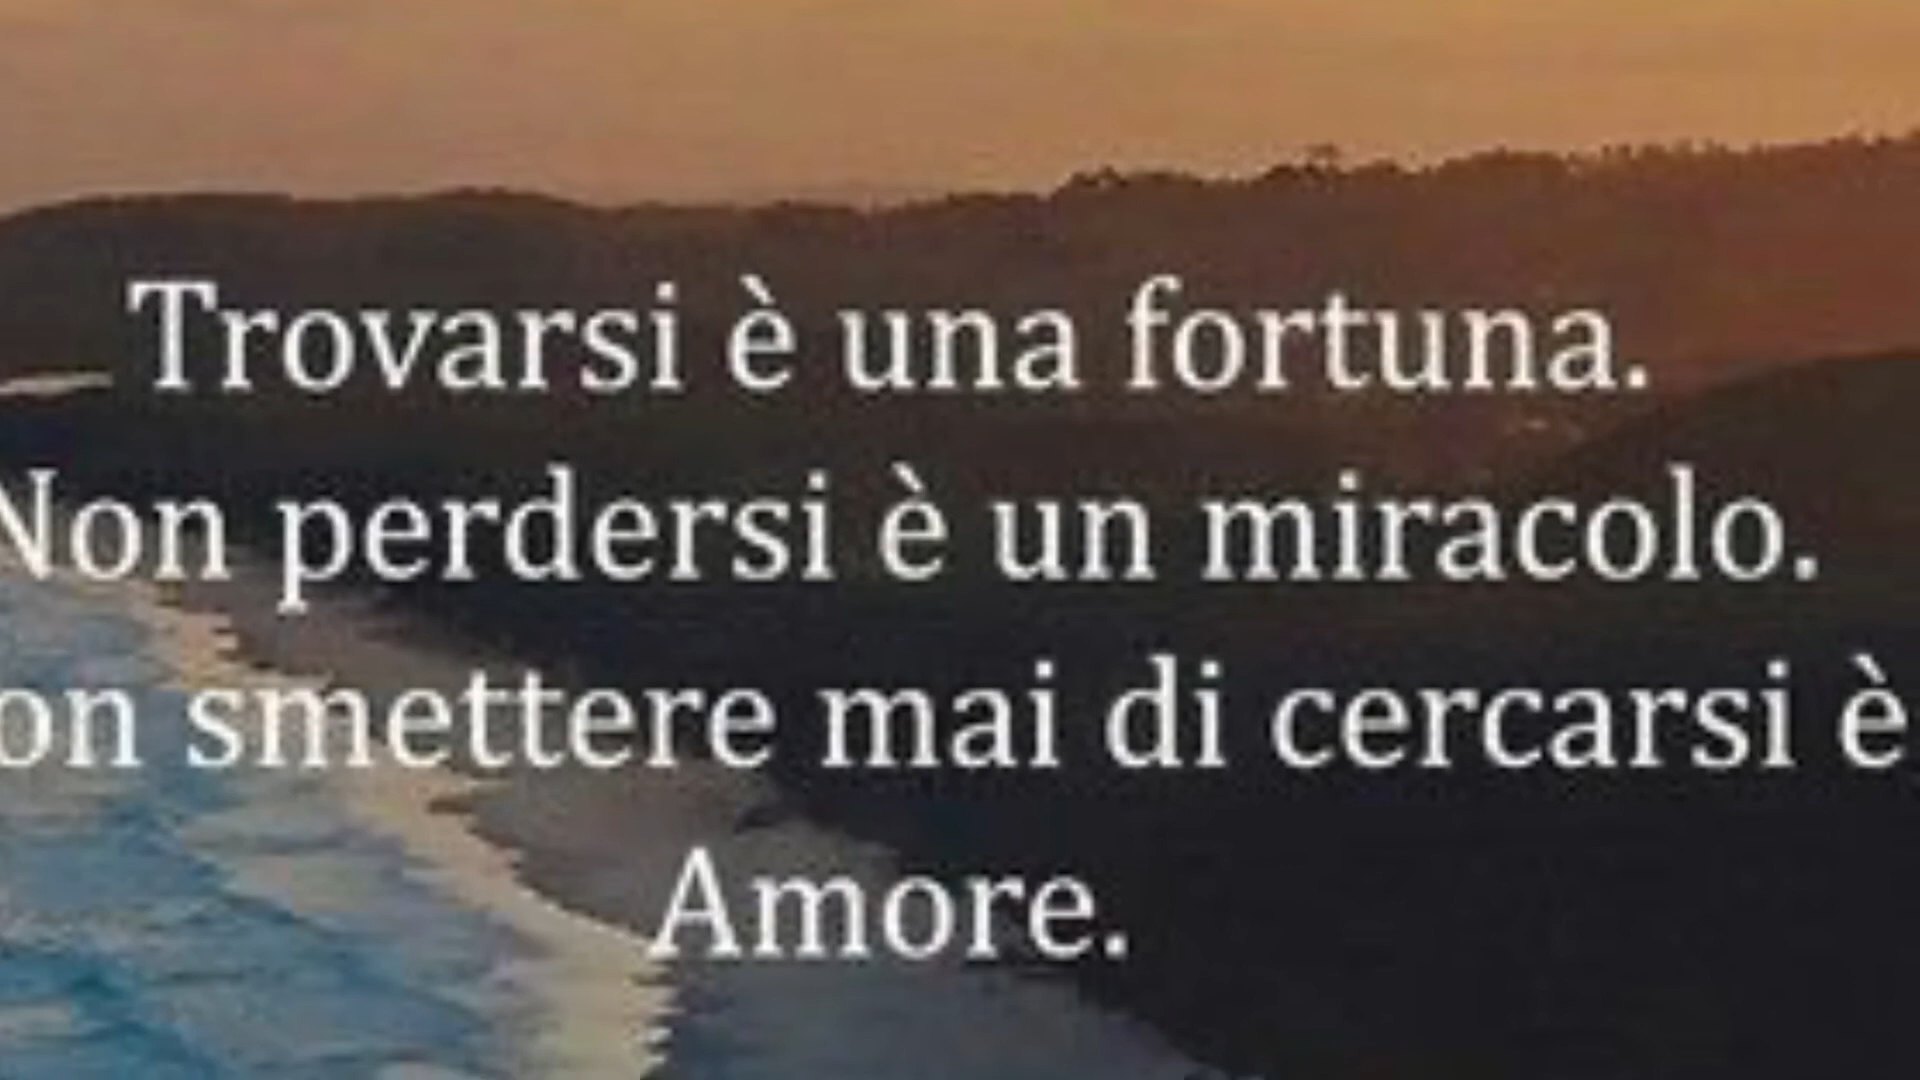 Trovarsi è una fortuna.
Non perdersi è un miracolo.
on smettere mai di cercarsi è
Amore.